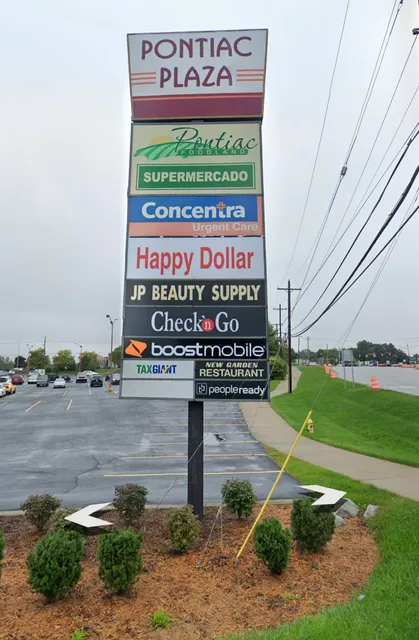 PONTIAC
PLAZA
Pontiac
FOODLAND
SUPERMERCADO
Concentra
Urgent Care
Happy Dollar
JP BEAUTY SUPPLY
Check 'n Go
boostmobile
TAXGIANT
NEW GARDEN
RESTAURANT
peopleready